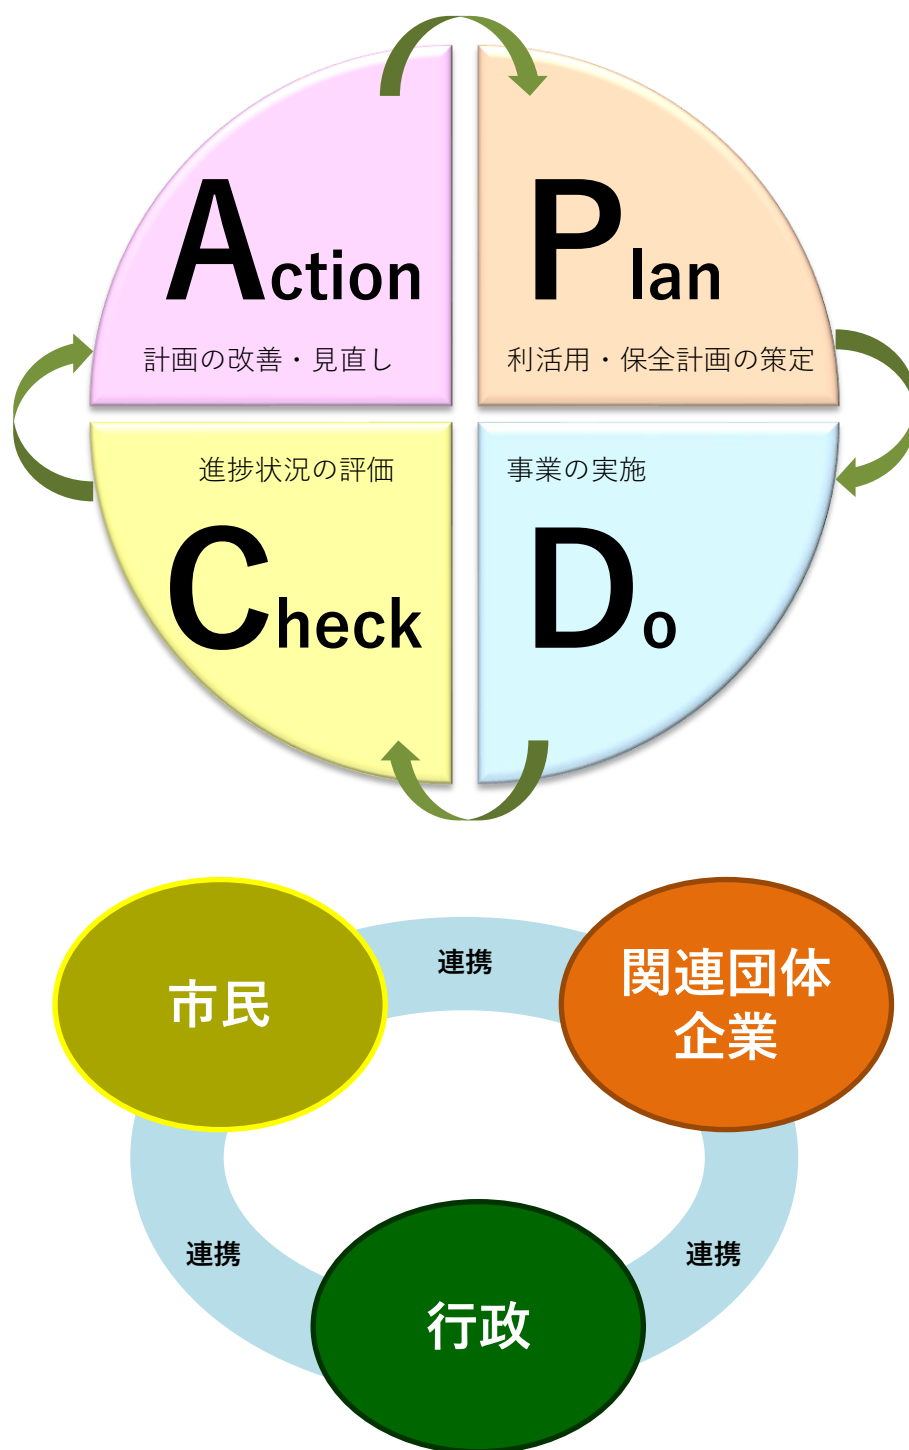 Action
計画の改善・見直し
Plan
利活用・保全計画の策定
進捗状況の評価
Check
事業の実施
Do
市民
連携
関連団体
企業
連携
連携
行政